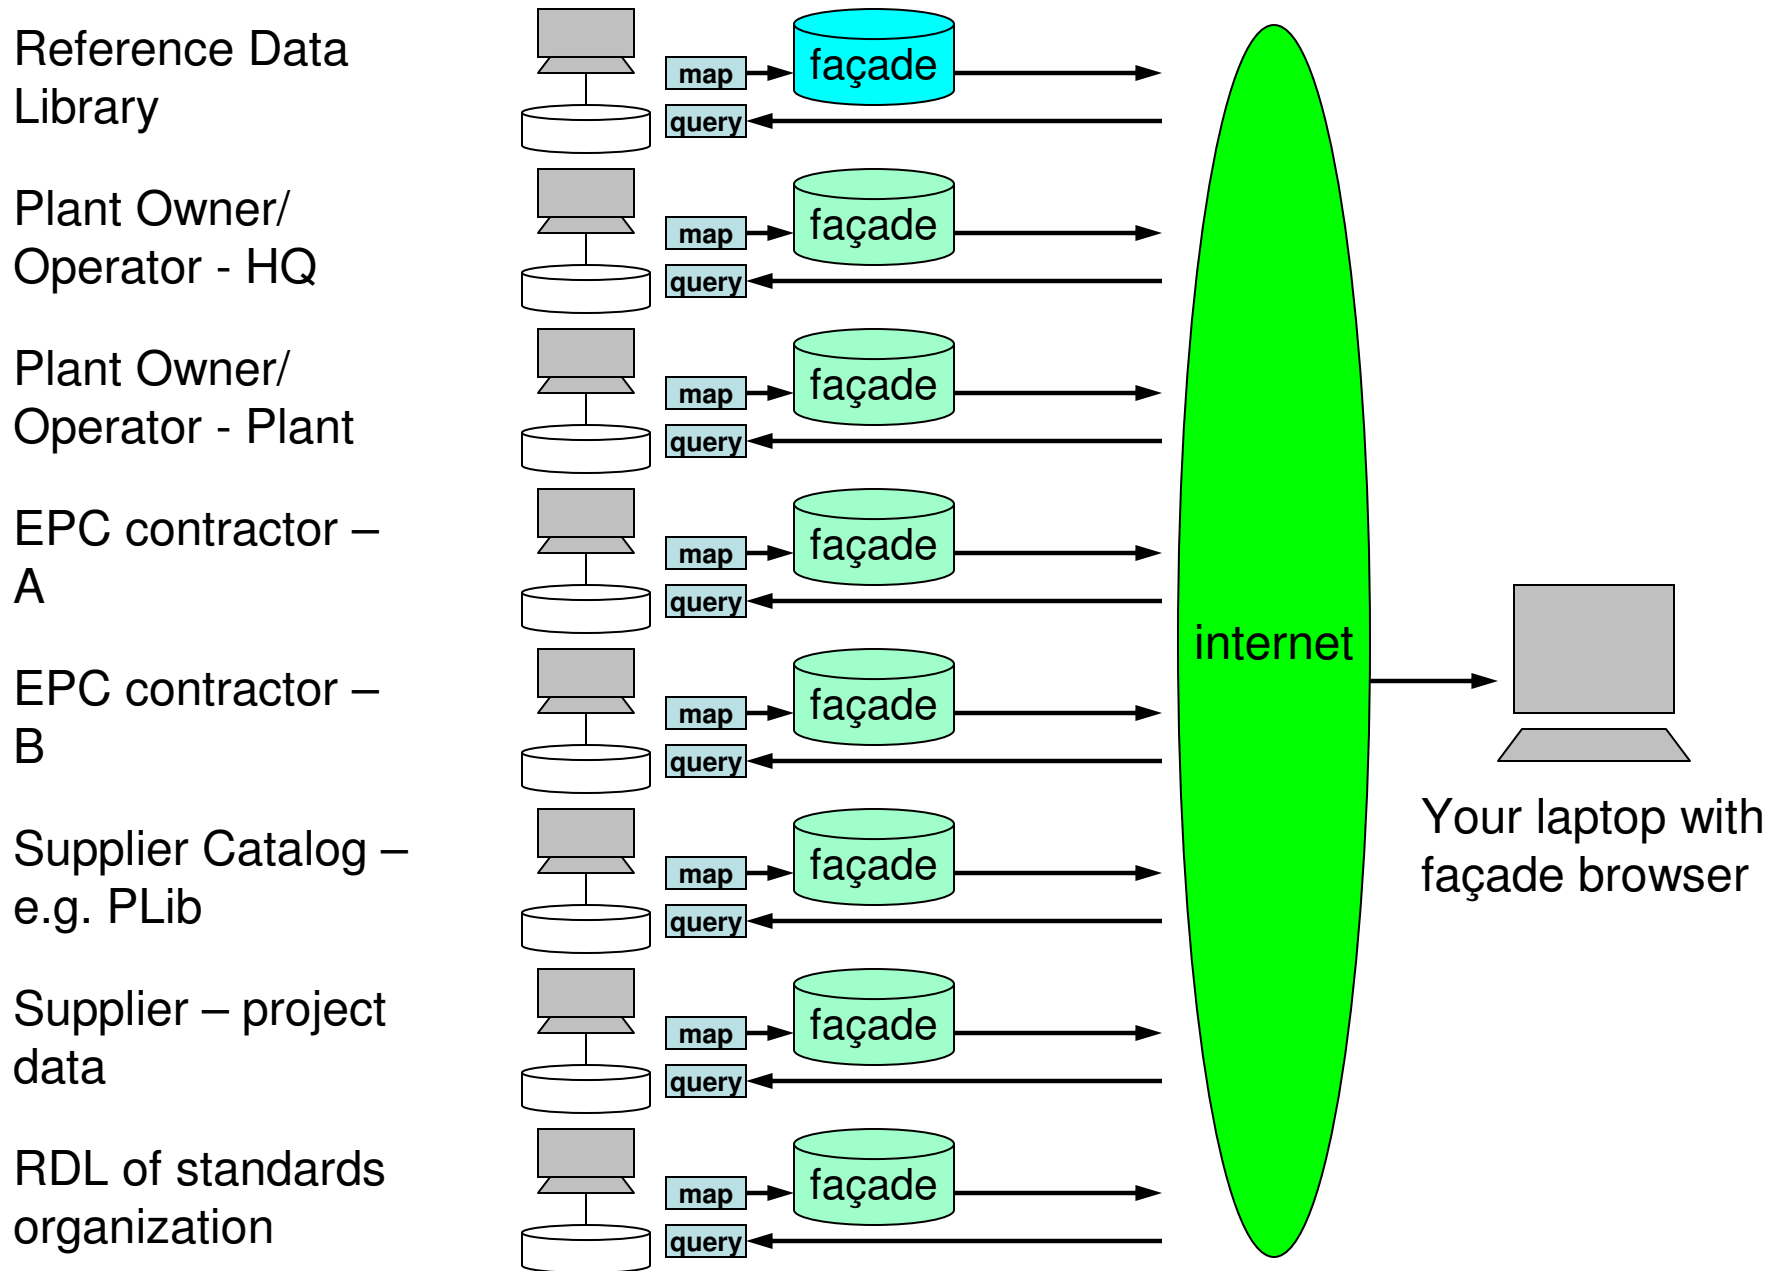 Reference Data
Library
map
façade
query
Plant Owner/
Operator - HQ
map
façade
query
Plant Owner/
Operator - Plant
map
façade
query
EPC contractor –
A
map
façade
query
EPC contractor –
B
map
façade
query
Supplier Catalog –
e.g. PLib
map
façade
query
Supplier – project
data
map
façade
query
RDL of standards
organization
map
façade
query
internet
Your laptop with
façade browser